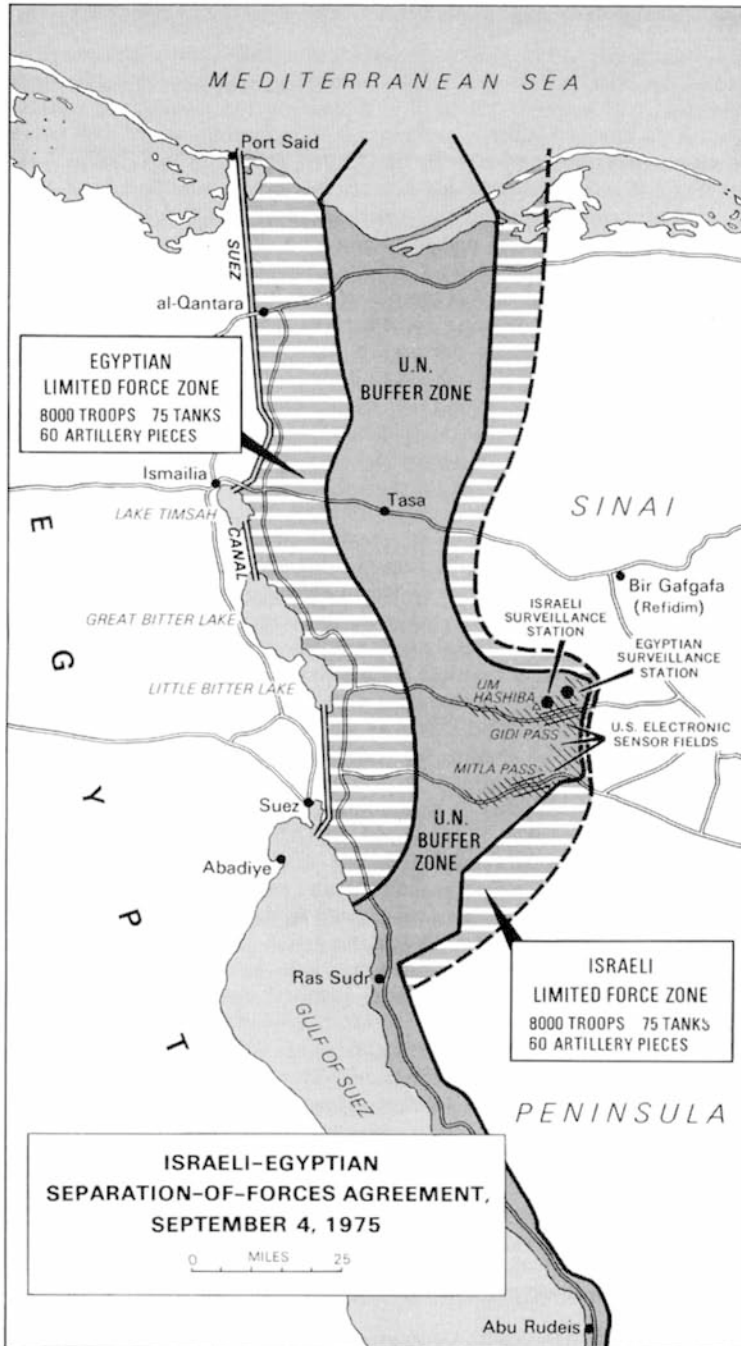 MEDITERRANEAN SEA
Port Said
SUEZ
al-Qantara
EGYPTIAN
LIMITED FORCE ZONE
8000 TROOPS 75 TANKS
60 ARTILLERY PIECES
U.N.
BUFFER ZONE
Ismailia
LAKE TIMSAH
CANAL
Tasa
SINAI
Bir Gafgafa
(Refidim)
ISRAELI
SURVEILLANCE
STATION
EGYPTIAN
SURVEILLANCE
STATION
GREAT BITTER LAKE
LITTLE BITTER LAKE
UM
HASHIBA
GIDI PASS
U.S. ELECTRONIC
SENSOR FIELDS
MITLA PASS
Suez
U.N.
BUFFER
ZONE
Abadiye
EGYPT
Ras Sudr
GULF OF SUEZ
ISRAELI
LIMITED FORCE ZONE
8000 TROOPS 75 TANKS
60 ARTILLERY PIECES
PENINSULA
ISRAELI-EGYPTIAN
SEPARATION-OF-FORCES AGREEMENT,
SEPTEMBER 4, 1975
0 MILES 25
Abu Rudeis